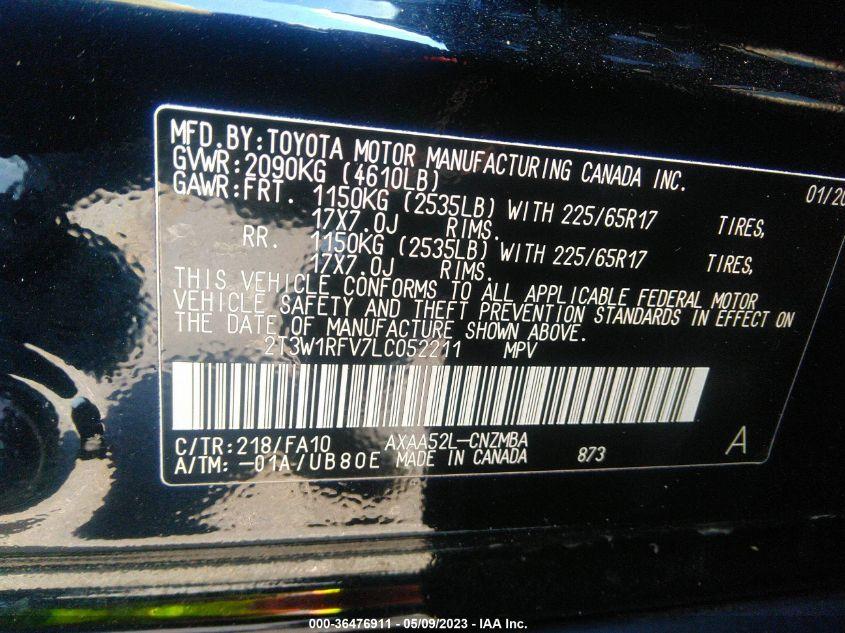 MFD.BY:TOYOTA MOTOR MANUFACTURING CANADA INC.
GVWR:2090KG (4610LB) 01/20
GAWR:FRT. 1150KG (2535LB) WITH 225/65R17 TIRES,
17X7.0J RIMS.
RR. 1150KG (2535LB) WITH 225/65R17 TIRES,
17X7.0J RIMS.
THIS VEHICLE CONFORMS TO ALL APPLICABLE FEDERAL MOTOR
VEHICLE SAFETY AND THEFT PREVENTION STANDARDS IN EFFECT ON
THE DATE OF MANUFACTURE SHOWN ABOVE.
2T3W1RFV7LC052211 MPV
C/TR:218/FA10 AXAA52L-CNZMBA A
A/TM:-01A/UB80E MADE IN CANADA 873
000-36476911 - 05/09/2023 - IAA Inc.